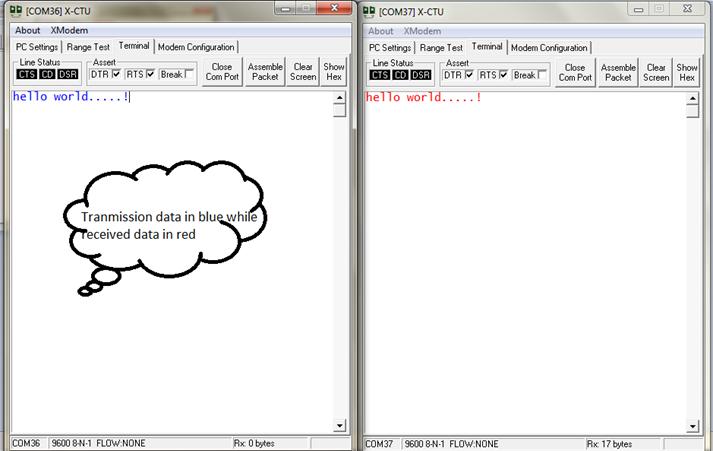 [COM36] X-CTU
About XModem
PC Settings Range Test Terminal Modem Configuration
Line Status
CTS CD DSR
Assert
DTR RTS Break
Close
Com Port
Assemble
Packet
Clear
Screen
Show
Hex
hello world.....!
Tranmission data in blue while
received data in red
COM36 9600 8-N-1 FLOW:NONE Rx: 0 bytes
[COM37] X-CTU
About XModem
PC Settings Range Test Terminal Modem Configuration
Line Status
CTS CD DSR
Assert
DTR RTS Break
Close
Com Port
Assemble
Packet
Clear
Screen
Show
Hex
hello world.....!
COM37 9600 8-N-1 FLOW:NONE Rx: 17 bytes